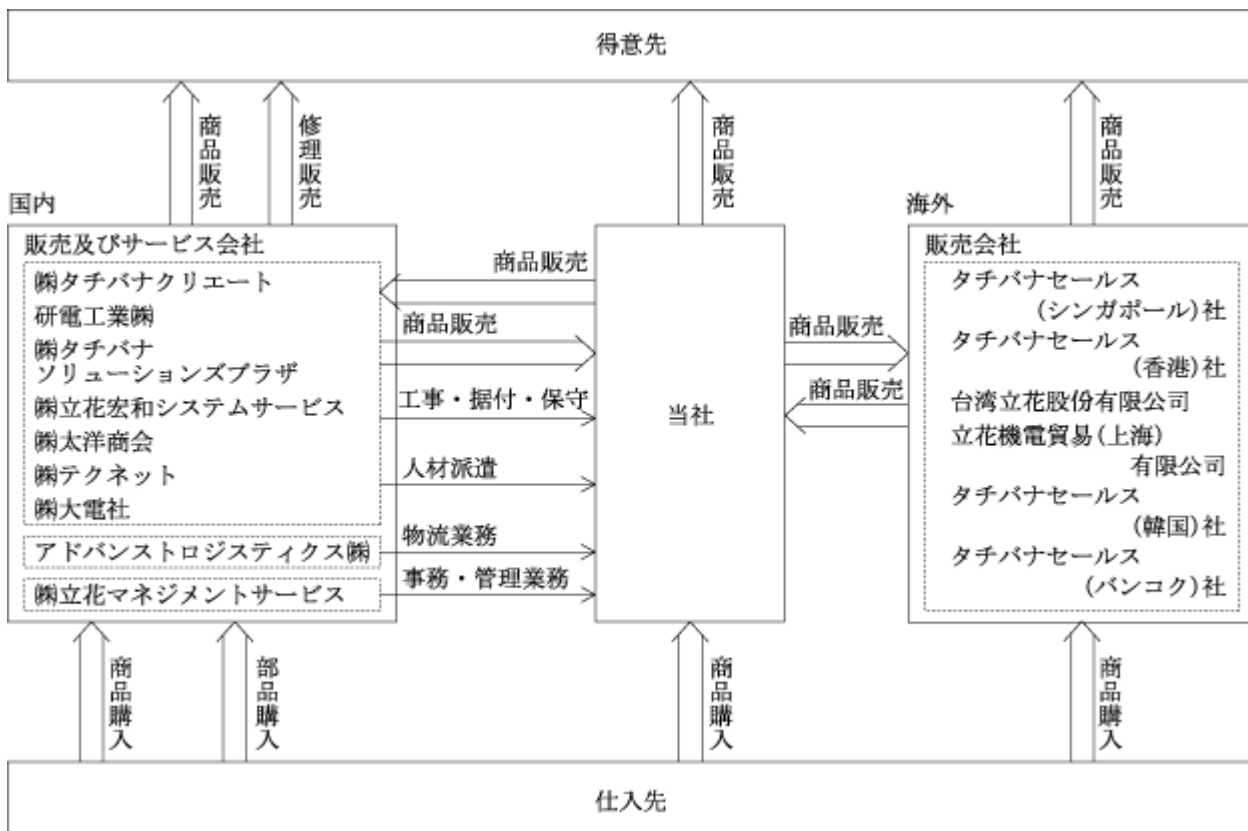 得意先
商品販売
修理販売
商品販売
商品販売
国内
販売及びサービス会社
㈱タチバナクリエート
研電工業㈱
㈱タチバナ
ソリューションズプラザ
㈱立花宏和システムサービス
㈱太洋商会
㈱テクネット
㈱大電社
アドバンストロジスティクス㈱
㈱立花マネジメントサービス
商品販売
商品販売
工事・据付・保守
人材派遣
物流業務
事務・管理業務
当社
商品販売
商品販売
海外
販売会社
タチバナセールス
(シンガポール)社
タチバナセールス
(香港)社
台湾立花股份有限公司
立花機電貿易(上海)
有限公司
タチバナセールス
(韓国)社
タチバナセールス
(バンコク)社
商品購入
部品購入
商品購入
商品購入
仕入先